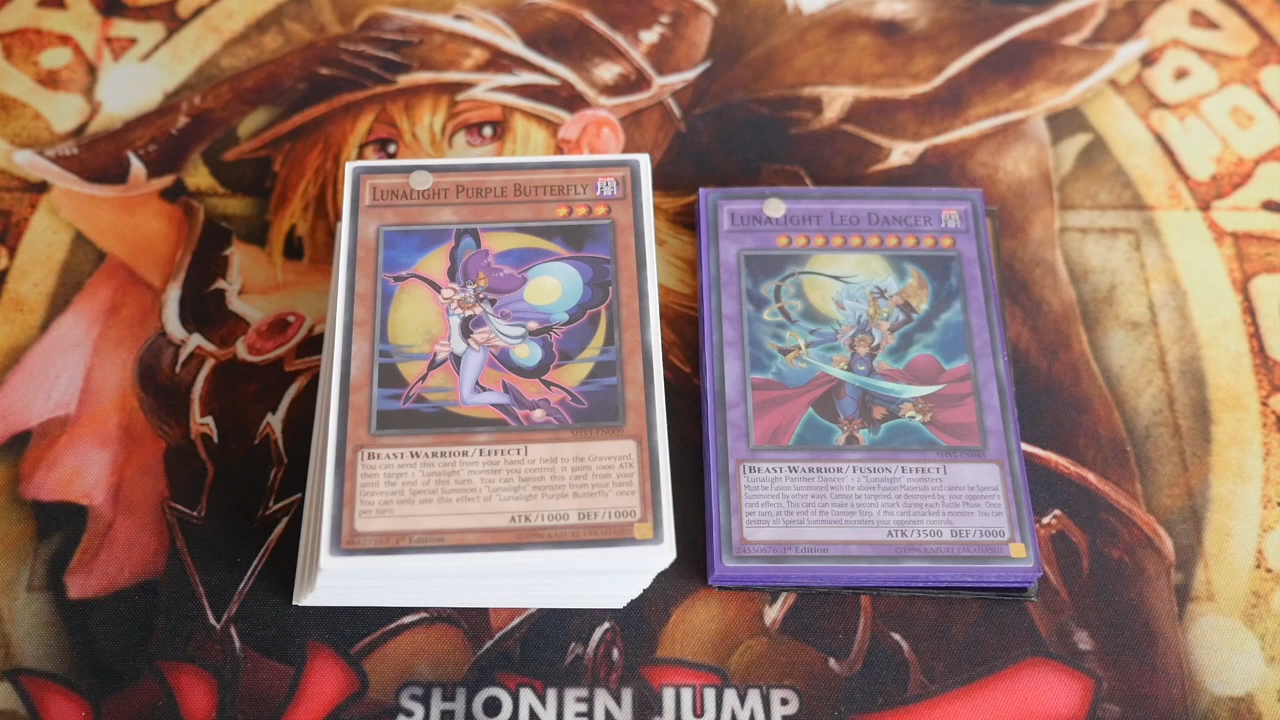 LUNALIGHT PURPLE BUTTERFLY
SHVI-EN009
[BEAST-WARRIOR/EFFECT]
You can send this card from your hand or field to the Graveyard,
then target 1 "Lunalight" monster you control; it gains 1000 ATK
until the end of this turn. You can banish this card from your
Graveyard; Special Summon 1 "Lunalight" monster from your hand.
You can only use this effect of "Lunalight Purple Butterfly" once
per turn.
ATK/1000 DEF/1000
1st Edition
©1996 KAZUKI TAKAHASHI
LUNALIGHT LEO DANCER
SHVI-EN048
[BEAST-WARRIOR/FUSION/EFFECT]
"Lunalight Panther Dancer" + 2 "Lunalight" monsters
Must be Fusion Summoned with the above Fusion Materials and cannot be Special
Summoned by other ways. Cannot be targeted, or destroyed by, your opponent's
card effects. This card can make a second attack during each Battle Phase. Once
per turn, at the end of the Damage Step, if this card attacked a monster: You can
destroy all Special Summoned monsters your opponent controls.
ATK/3500 DEF/3000
24550676 1st Edition
©1996 KAZUKI TAKAHASHI
SHONEN JUMP